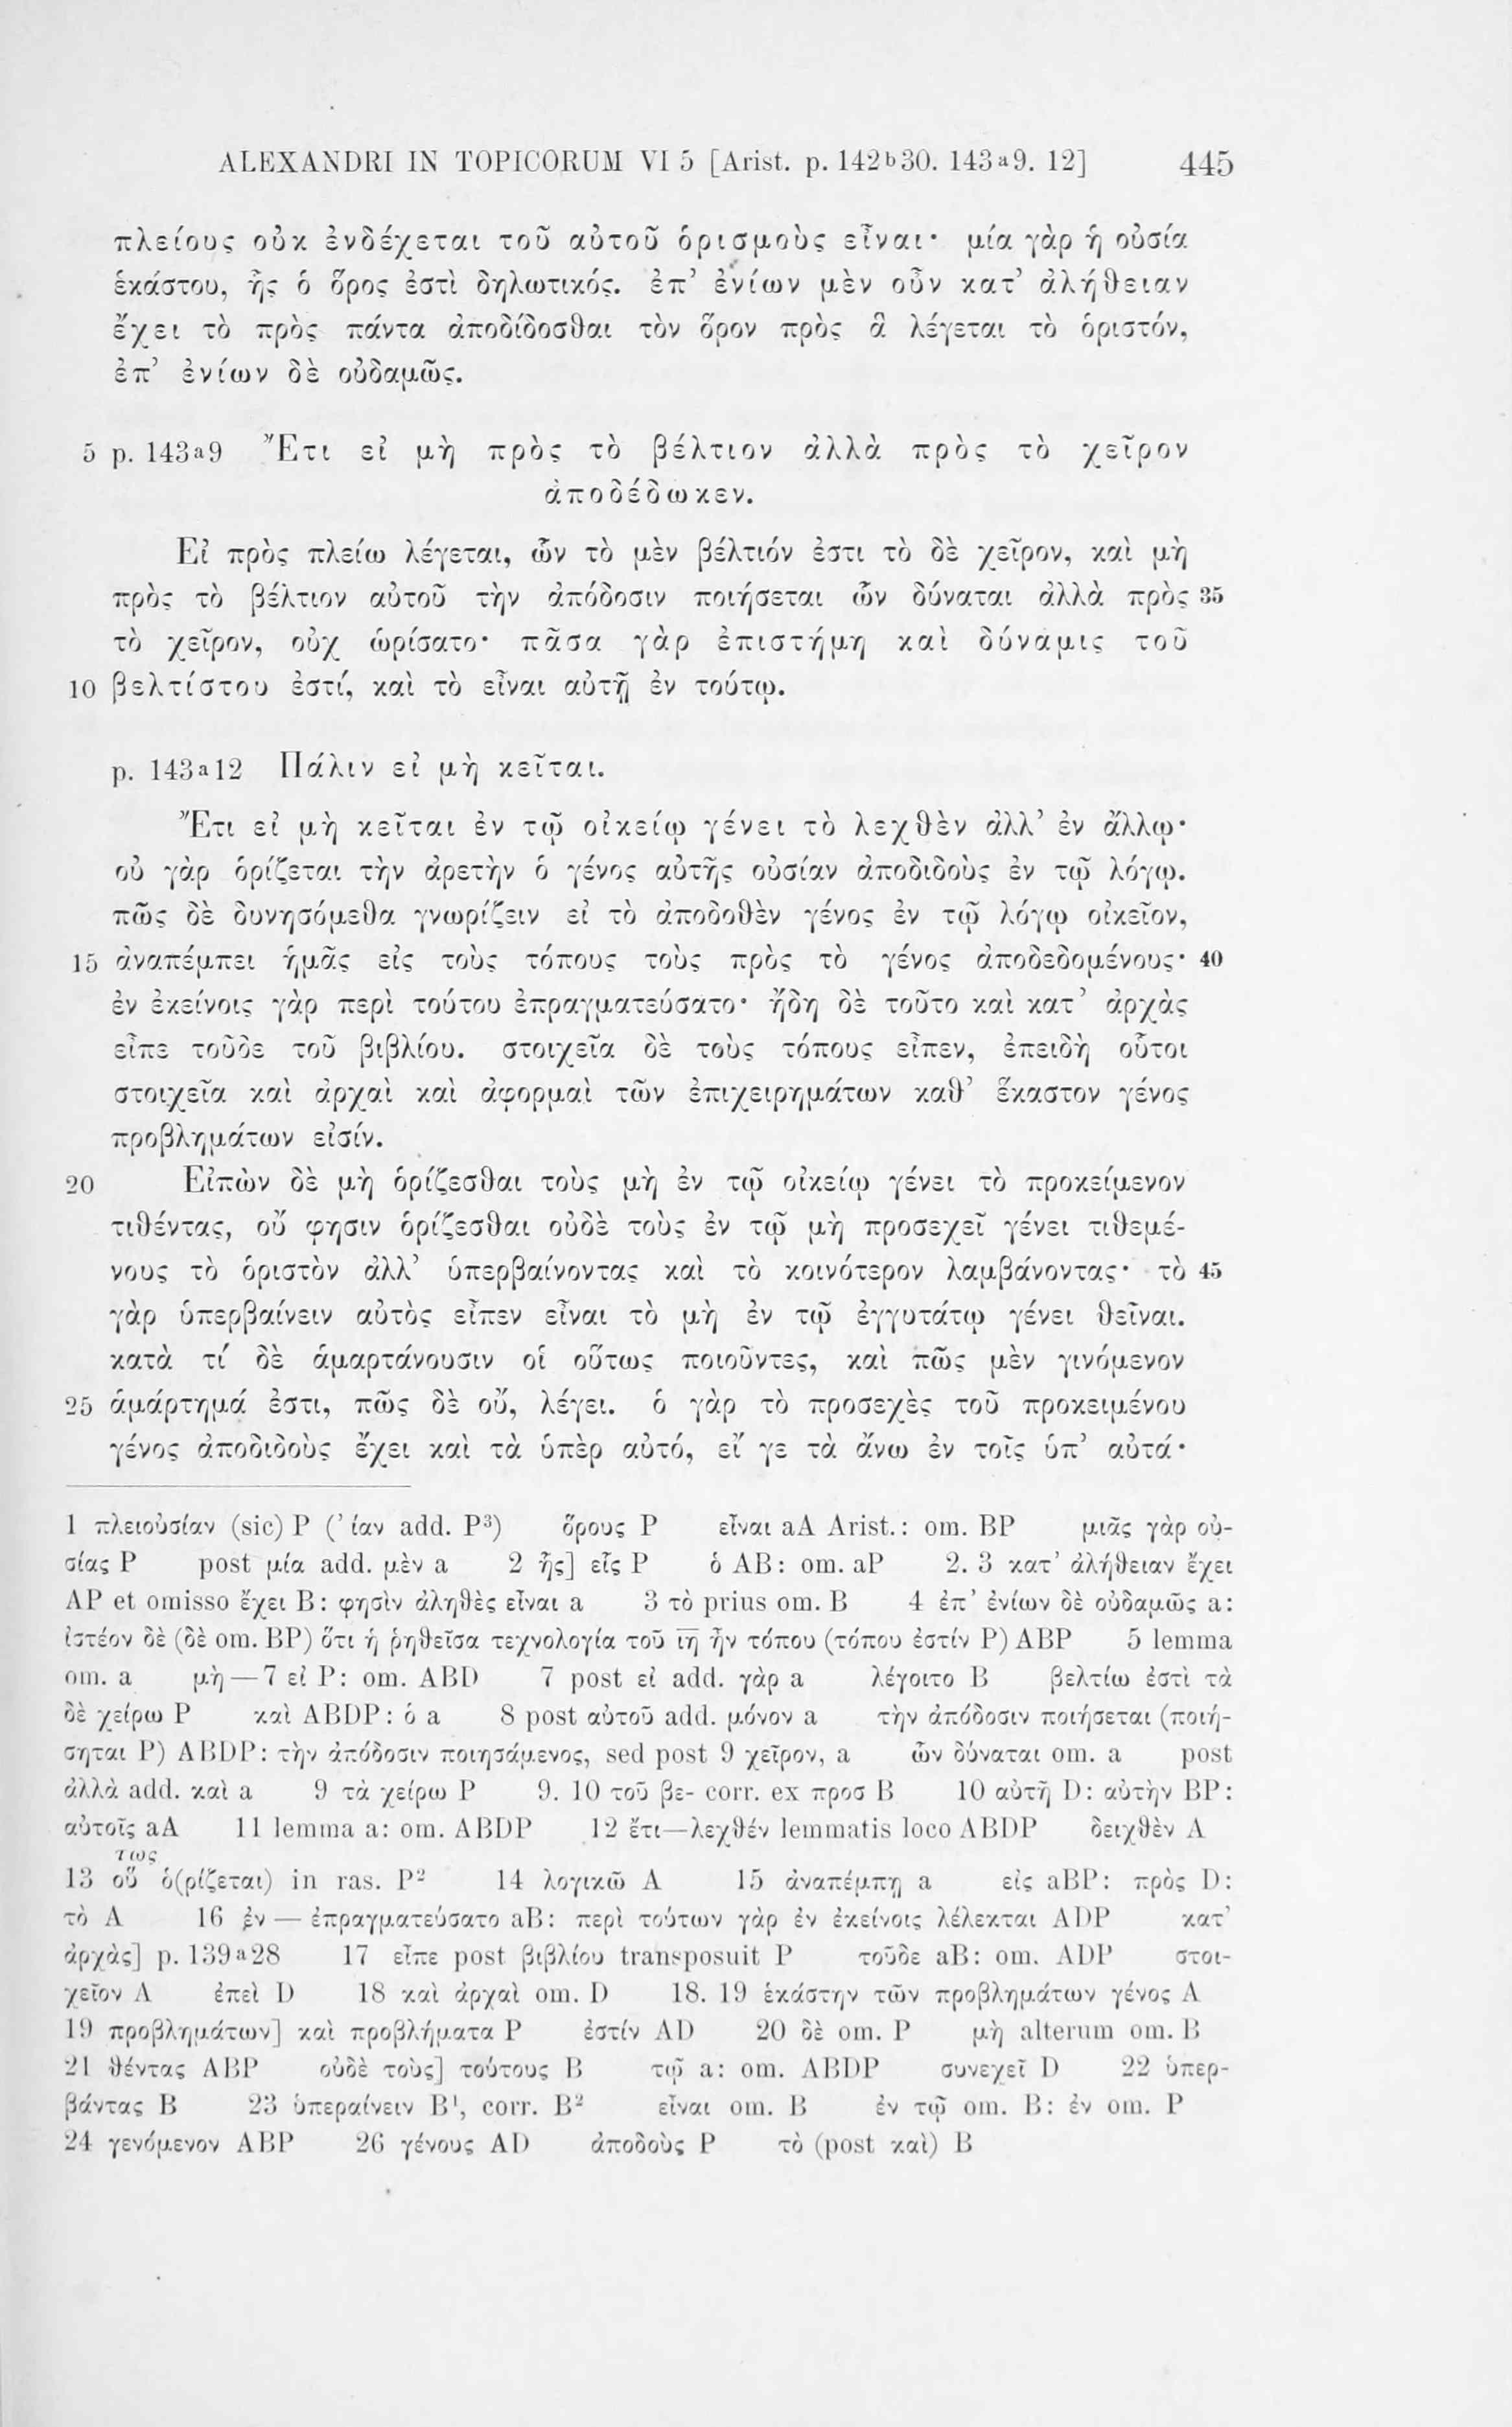 ALEXANDRI IN TOPICORUM VI 5 [Arist. p. 142ᵇ30. 143ᵃ9. 12] 445
πλείους οὐκ ἐνδέχεται τοῦ αὐτοῦ ὁρισμοὺς εἶναι· μία γὰρ ἡ οὐσία
ἑκάστου, ἧς ὁ ὅρος ἐστὶ δηλωτικός. ἐπ’ ἐνίων μὲν οὖν κατ’ ἀλήθειαν
ἔχει τὸ πρὸς πάντα ἀποδίδοσθαι τὸν ὅρον πρὸς ἃ λέγεται τὸ ὁριστόν,
ἐπ’ ἐνίων δὲ οὐδαμῶς.
5 p. 143ᵃ9 Ἔτι εἰ μὴ πρὸς τὸ βέλτιον ἀλλὰ πρὸς τὸ χεῖρον
ἀποδέδωκεν.
Εἰ πρὸς πλείω λέγεται, ὧν τὸ μὲν βέλτιόν ἐστι τὸ δὲ χεῖρον, καὶ μὴ
πρὸς τὸ βέλτιον αὐτοῦ τὴν ἀπόδοσιν ποιήσεται ὧν δύναται ἀλλὰ πρὸς 35
τὸ χεῖρον, οὐχ ὡρίσατο· πᾶσα γὰρ ἐπιστήμη καὶ δύναμις τοῦ
10 βελτίστου ἐστί, καὶ τὸ εἶναι αὐτῇ ἐν τούτῳ.
p. 143ᵃ12 Πάλιν εἰ μὴ κεῖται.
Ἔτι εἰ μὴ κεῖται ἐν τῷ οἰκείῳ γένει τὸ λεχθὲν ἀλλ’ ἐν ἄλλῳ·
οὐ γὰρ ὁρίζεται τὴν ἀρετὴν ὁ γένος αὐτῆς οὐσίαν ἀποδιδοὺς ἐν τῷ λόγῳ.
πῶς δὲ δυνησόμεθα γνωρίζειν εἰ τὸ ἀποδοθὲν γένος ἐν τῷ λόγῳ οἰκεῖον,
15 ἀναπέμπει ἡμᾶς εἰς τοὺς τόπους τοὺς πρὸς τὸ γένος ἀποδεδομένους· 40
ἐν ἐκείνοις γὰρ περὶ τούτου ἐπραγματεύσατο· ἤδη δὲ τοῦτο καὶ κατ’ ἀρχὰς
εἶπε τοῦδε τοῦ βιβλίου. στοιχεῖα δὲ τοὺς τόπους εἶπεν, ἐπειδὴ οὗτοι
στοιχεῖα καὶ ἀρχαὶ καὶ ἀφορμαὶ τῶν ἐπιχειρημάτων καθ’ ἕκαστον γένος
προβλημάτων εἰσίν.
20 Εἰπὼν δὲ μὴ ὁρίζεσθαι τοὺς μὴ ἐν τῷ οἰκείῳ γένει τὸ προκείμενον
τιθέντας, οὔ φησιν ὁρίζεσθαι οὐδὲ τοὺς ἐν τῷ μὴ προσεχεῖ γένει τιθεμέ-
νους τὸ ὁριστὸν ἀλλ’ ὑπερβαίνοντας καὶ τὸ κοινότερον λαμβάνοντας· τὸ 45
γὰρ ὑπερβαίνειν αὐτὸς εἶπεν εἶναι τὸ μὴ ἐν τῷ ἐγγυτάτω γένει θεῖναι.
κατὰ τί δὲ ἁμαρτάνουσιν οἱ οὕτως ποιοῦντες, καὶ πῶς μὲν γινόμενον
25 ἁμάρτημά ἐστι, πῶς δὲ οὔ, λέγει. ὁ γὰρ τὸ προσεχὲς τοῦ προκειμένου
γένος ἀποδιδοὺς ἔχει καὶ τὰ ὑπὲρ αὐτό, εἴ γε τὰ ἄνω ἐν τοῖς ὑπ’ αὐτά·
1 πλειοὐσίαν (sic) P (’ ίαν add. P³) ὅρους P εἶναι aA Arist.: om. BP μιᾶς γὰρ οὐ-
σίας P post μία add. μὲν a 2 ἧς] εἷς P ὁ AB: om. aP 2. 3 κατ’ ἀλήθειαν ἔχει
AP et omisso ἔχει B: φησὶν ἀληθὲς εἶναι a 3 τὸ prius om. B 4 ἐπ’ ἐνίων δὲ οὐδαμῶς a:
ἰστέον δὲ (δὲ om. BP) ὅτι ἡ ῥηθεῖσα τεχνολογία τοῦ ιη ἦν τόπου (τόπου ἐστίν P) ABP 5 lemma
om. a μὴ — 7 εἰ P: om. ABD 7 post εἰ add. γὰρ a λέγοιτο B βελτίω ἐστὶ τὰ
δὲ χείρω P καὶ ABDP: ὁ a 8 post αὐτοῦ add. μόνον a τὴν ἀπόδοσιν ποιήσεται (ποιή-
σηται P) ABDP: τὴν ἀπόδοσιν ποιησάμενος, sed post 9 χεῖρον, a ὧν δύναται om. a post
ἀλλὰ add. καὶ a 9 τὰ χείρω P 9. 10 τοῦ βε- corr. ex προσ B 10 αὐτῇ D: αὐτὴν BP:
αὐτοῖς aA 11 lemma a: om. ABDP 12 ἔτι—λεχθέν lemmatis loco ABDP δειχθὲν A
τως
13 οὔ ὁ(ρίζεται) in ras. P² 14 λογικῶ A 15 ἀναπέμπῃ a εἰς aBP: πρὸς D:
τὸ A 16 ἐν — ἐπραγματεύσατο aB: περὶ τούτων γὰρ ἐν ἐκείνοις λέλεκται ADP κατ’
ἀρχὰς] p. 139ᵃ28 17 εἶπε post βιβλίου transposuit P τοῦδε aB: om. ADP στοι-
χεῖον A ἐπεὶ D 18 καὶ ἀρχαὶ om. D 18. 19 ἑκάστην τῶν προβλημάτων γένος A
19 προβλημάτων] καὶ προβλήματα P ἐστίν AD 20 δὲ om. P μὴ alterum om. B
21 θέντας ABP οὐδὲ τοὺς] τούτους B τῷ a: om. ABDP συνεχεῖ D 22 ὑπερ-
βάντας B 23 ὑπεραίνειν B¹, corr. B² εἶναι om. B ἐν τῷ om. B: ἐν om. P
24 γενόμενον ABP 26 γένους AD ἀποδοὺς P τὸ (post καὶ) B